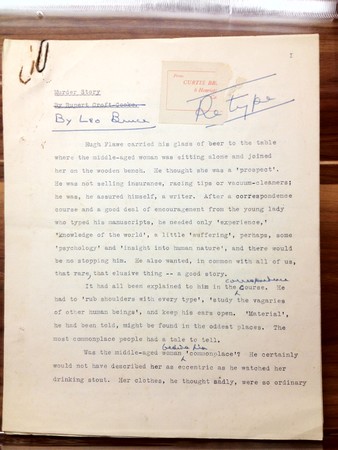 1
Murder Story
By Rupert Croft-Cooke.
By Leo Bruce
From
CURTIS BR
Retype
Hugh Flawe carried his glass of beer to the table
where the middle-aged woman was sitting alone and joined
her on the wooden bench. He thought she was a 'prospect'.
He was not selling insurance, racing tips or vacuum-cleaners;
he was, he assured himself, a writer. After a correspondence
course and a good deal of encouragement from the young lady
who typed his manuscripts, he needed only 'experience,'
'Knowledge of the world', a little 'suffering', perhaps, some
'psychology' and 'insight into human nature', and there would
be no stopping him. He also wanted, in common with all of us,
that rare, that elusive thing -- a good story.
correspondence
It had all been explained to him in the Course. He
had to 'rub shoulders with every type', 'study the vagaries
of other human beings', and keep his ears open. 'Material',
he had been told, might be found in the oddest places. The
most commonplace people had a tale to tell.
Was the middle-aged woman 'commonplace'? He certainly
would not have described her as eccentric as he watched her
drinking stout. Her clothes, he thought sadly, were so ordinary